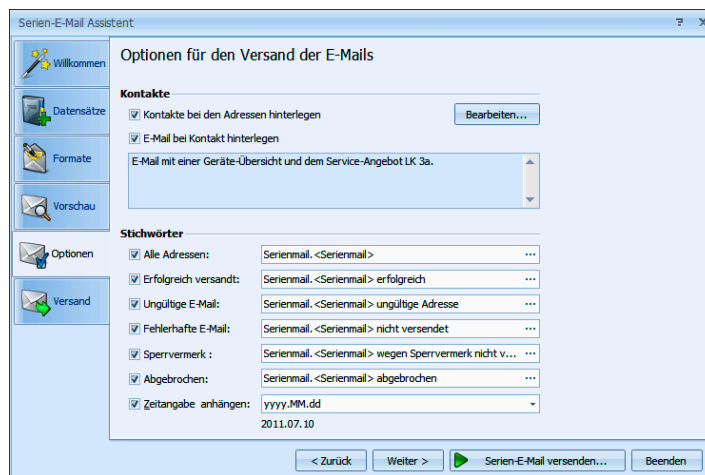 Serien-E-Mail Assistent
Willkommen
Datensätze
Formate
Vorschau
Optionen
Versand
Optionen für den Versand der E-Mails
Kontakte
Kontakte bei den Adressen hinterlegen
Bearbeiten...
E-Mail bei Kontakt hinterlegen
E-Mail mit einer Geräte-Übersicht und dem Service-Angebot LK 3a.
Stichwörter
Alle Adressen: Serienmail.<Serienmail> ...
Erfolgreich versandt: Serienmail.<Serienmail> erfolgreich ...
Ungültige E-Mail: Serienmail.<Serienmail> ungültige Adresse ...
Fehlerhafte E-Mail: Serienmail.<Serienmail> nicht versendet ...
Sperrvermerk : Serienmail.<Serienmail> wegen Sperrvermerk nicht v... ...
Abgebrochen: Serienmail.<Serienmail> abgebrochen ...
Zeitangabe anhängen: yyyy.MM.dd
2011.07.10
< Zurück Weiter > Serien-E-Mail versenden... Beenden